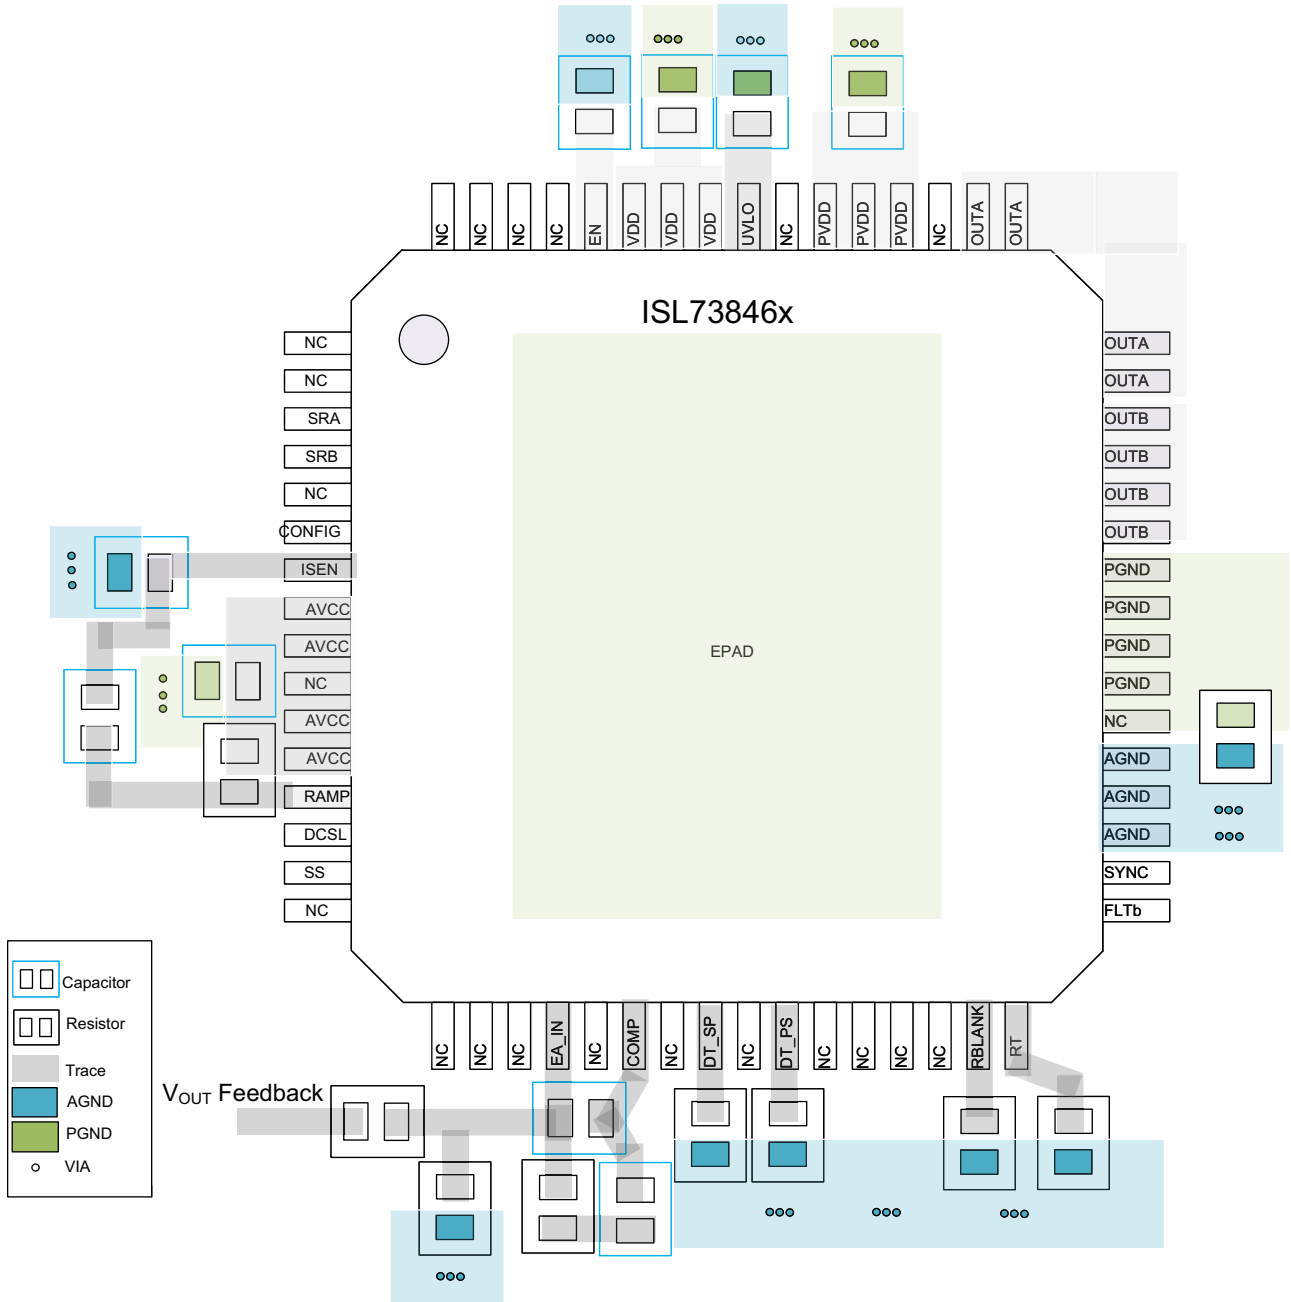 NC
NC
NC
NC
EN
VDD
VDD
VDD
UVLO
NC
PVDD
PVDD
PVDD
NC
OUTA
OUTA
ISL73846x
NC
NC
SRA
SRB
NC
CONFIG
ISEN
AVCC
AVCC
NC
AVCC
AVCC
RAMP
DCSL
SS
NC
EPAD
OUTA
OUTA
OUTB
OUTB
OUTB
OUTB
PGND
PGND
PGND
PGND
NC
AGND
AGND
AGND
SYNC
FLTb
NC
NC
NC
EA_IN
NC
COMP
NC
DT_SP
NC
DT_PS
NC
NC
NC
NC
RBLANK
RT
VOUT Feedback
Capacitor
Resistor
Trace
AGND
PGND
VIA